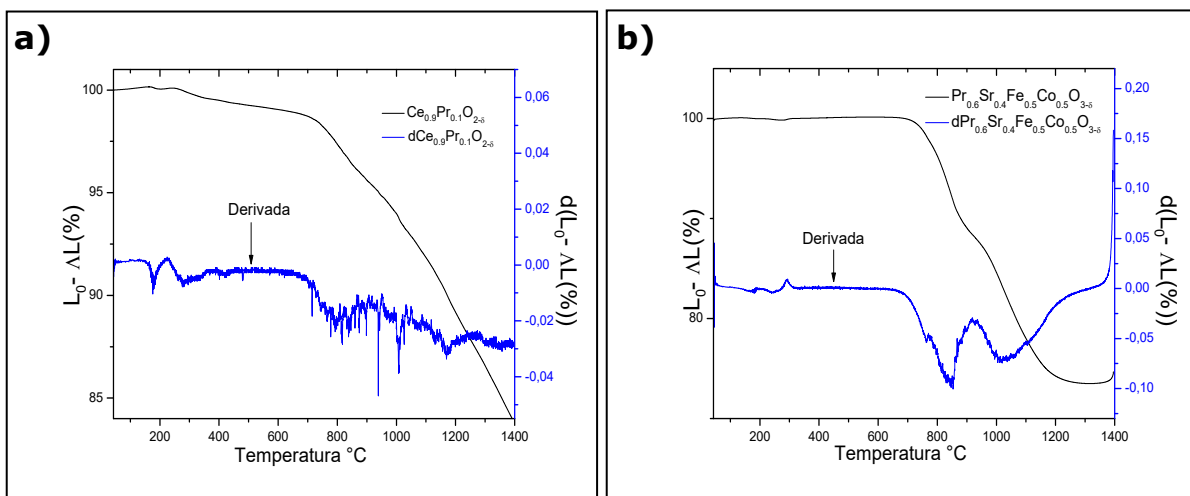 a)
100
95
90
85
L₀- ΔL(%)
Ce₀.₉Pr₀.₁O₂₋δ
dCe₀.₉Pr₀.₁O₂₋δ
Derivada
0,06
0,04
0,02
0,00
-0,02
-0,04
d(L₀- ΔL(%))
200 400 600 800 1000 1200 1400
Temperatura °C
b)
100
80
L₀- ΔL(%)
Pr₀.₆Sr₀.₄Fe₀.₅Co₀.₅O₃₋δ
dPr₀.₆Sr₀.₄Fe₀.₅Co₀.₅O₃₋δ
Derivada
0,20
0,15
0,10
0,05
0,00
-0,05
-0,10
d(L₀- ΔL(%))
200 400 600 800 1000 1200 1400
Temperatura °C